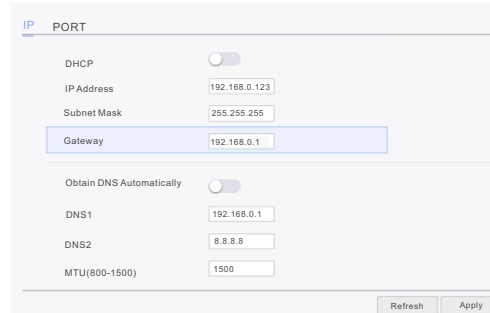 IP PORT
DHCP
IP Address 192.168.0.123
Subnet Mask 255.255.255
Gateway 192.168.0.1
Obtain DNS Automatically
DNS1 192.168.0.1
DNS2 8.8.8.8
MTU(800-1500) 1500
Refresh Apply